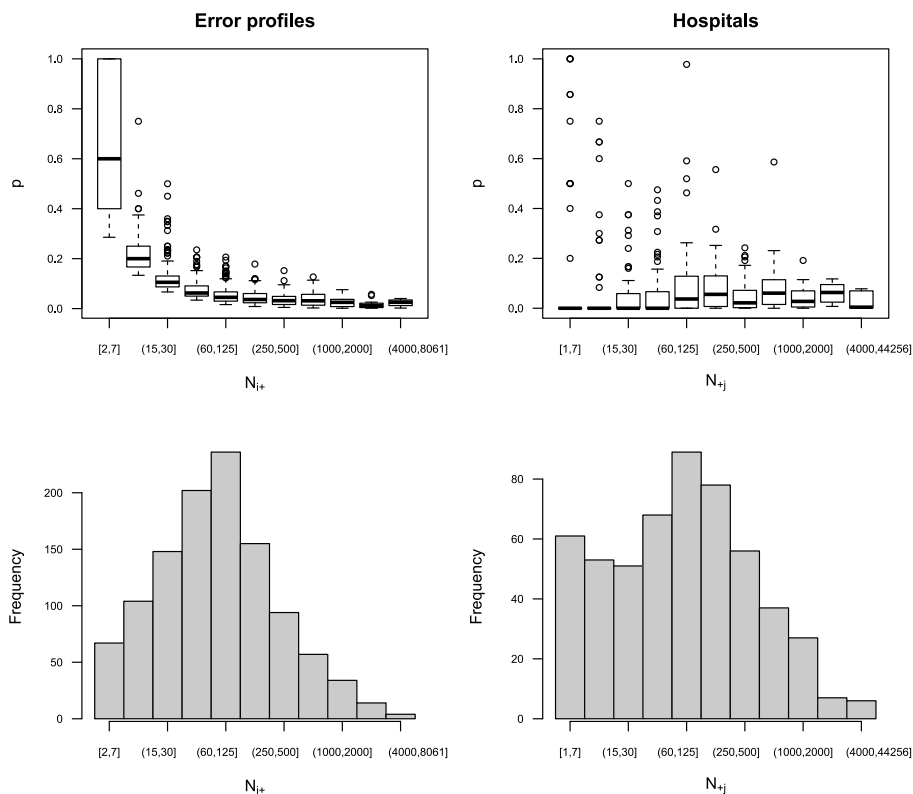 Error profiles
Hospitals
1.0
0.8
0.6
0.4
0.2
0.0
p
[2,7] (15,30] (60,125] (250,500] (1000,2000] (4000,8061]
N_{i+}
1.0
0.8
0.6
0.4
0.2
0.0
p
[1,7] (15,30] (60,125] (250,500] (1000,2000] (4000,44256]
N_{+j}
200
150
100
50
0
Frequency
[2,7] (15,30] (60,125] (250,500] (1000,2000] (4000,8061]
N_{i+}
80
60
40
20
0
Frequency
[1,7] (15,30] (60,125] (250,500] (1000,2000] (4000,44256]
N_{+j}